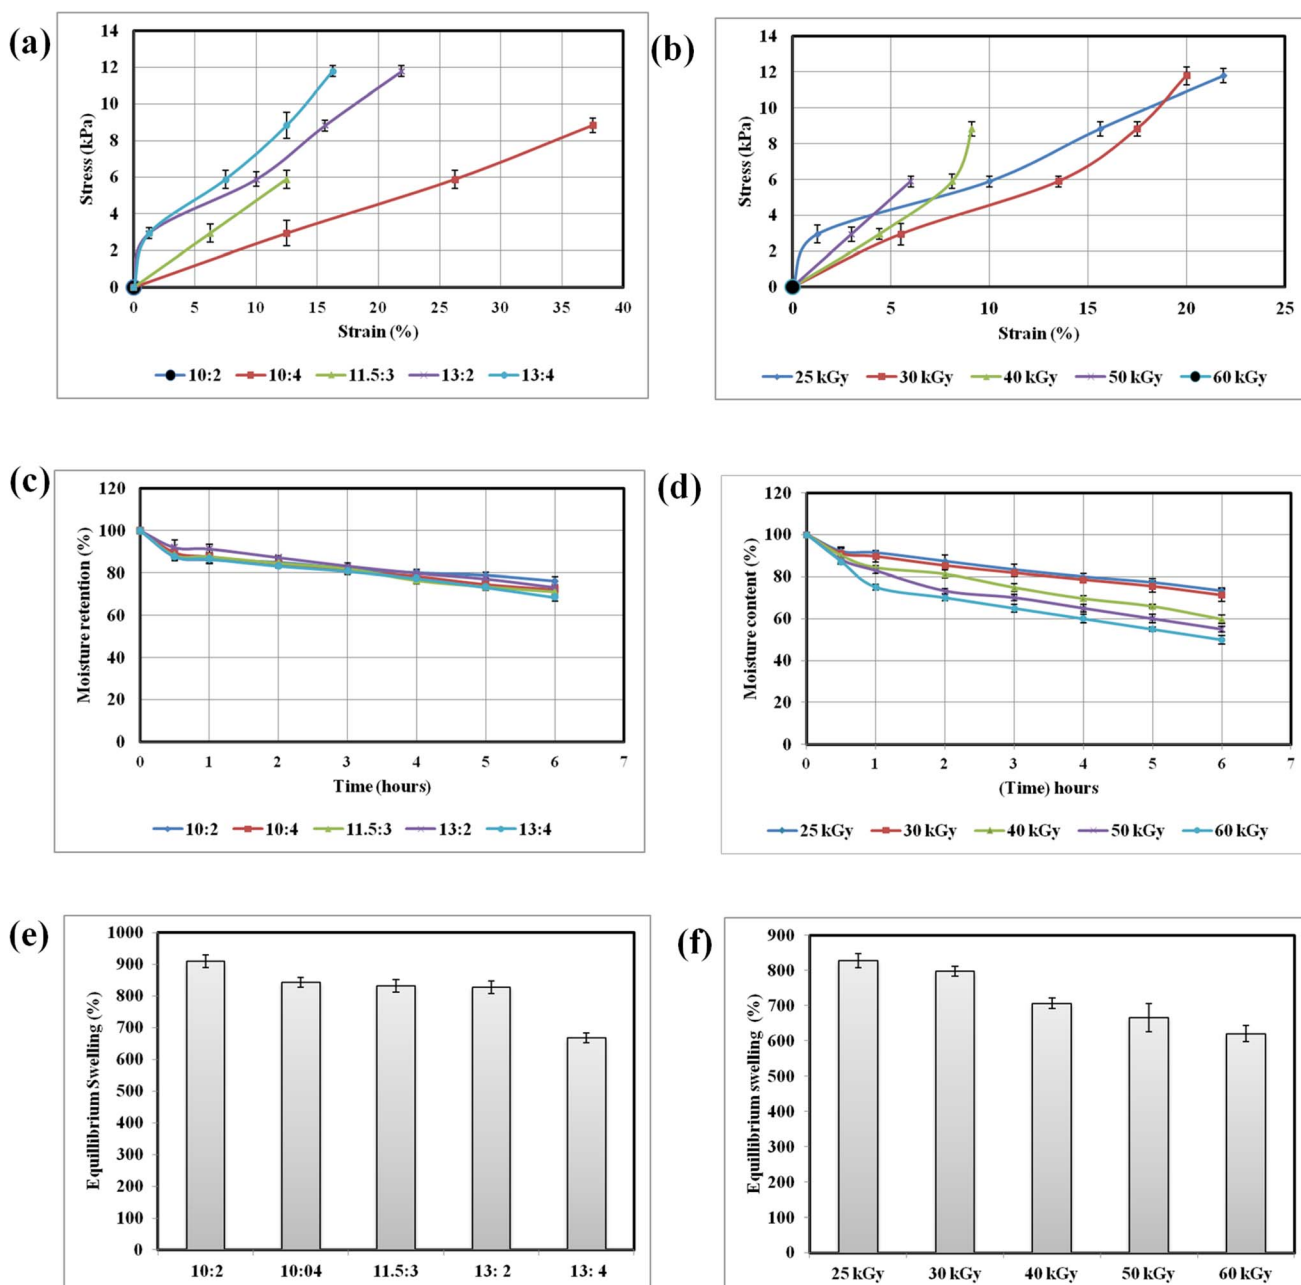 (a)
14
12
10
8
6
4
2
0
Stress (kPa)
0 5 10 15 20 25 30 35 40
Strain (%)
10:2 10:4 11.5:3 13:2 13:4
(b)
14
12
10
8
6
4
2
0
Stress (kPa)
0 5 10 15 20 25
Strain (%)
25 kGy 30 kGy 40 kGy 50 kGy 60 kGy
(c)
120
100
80
60
40
20
0
Moisture retention (%)
0 1 2 3 4 5 6 7
Time (hours)
10:2 10:4 11.5:3 13:2 13:4
(d)
120
100
80
60
40
20
0
Moisture content (%)
0 1 2 3 4 5 6 7
(Time) hours
25 kGy 30 kGy 40 kGy 50 kGy 60 kGy
(e)
1000
900
800
700
600
500
400
300
200
100
0
Equillibrium Swelling (%)
10:2 10:04 11.5:3 13: 2 13: 4
(f)
900
800
700
600
500
400
300
200
100
0
Equillibrium swelling (%)
25 kGy 30 kGy 40 kGy 50 kGy 60 kGy